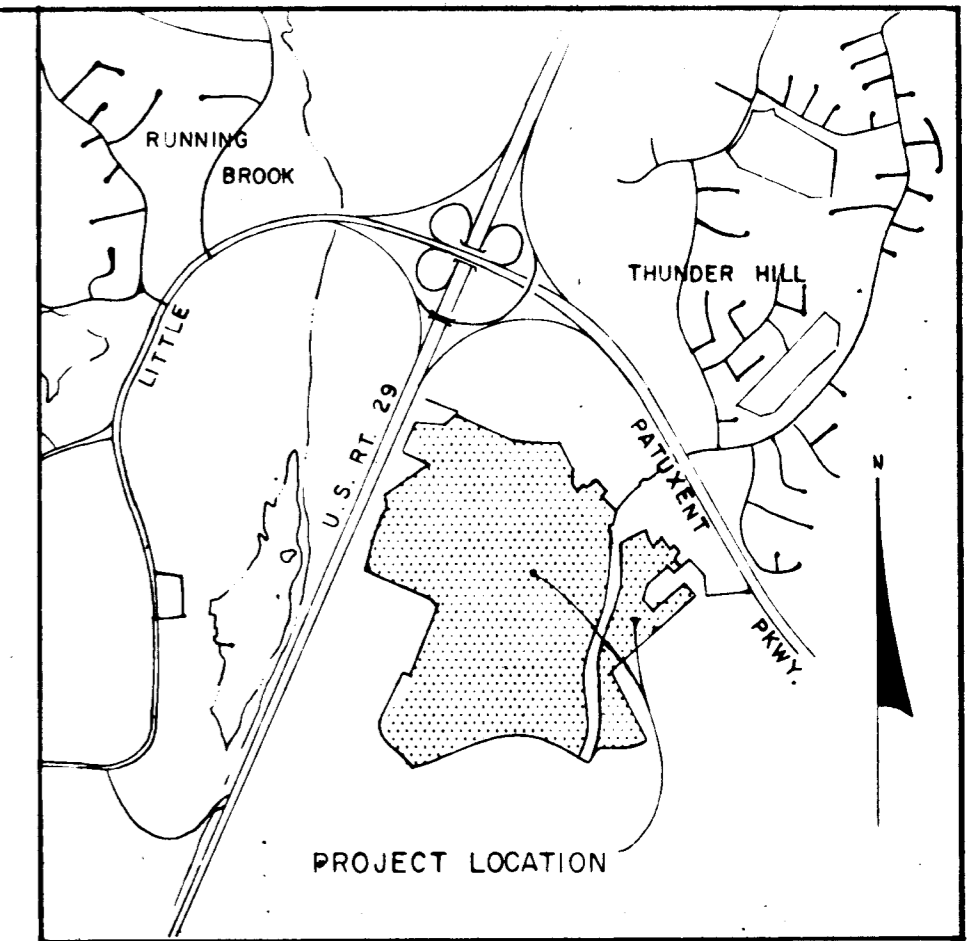 RUNNING
BROOK
THUNDER HILL
LITTLE
U.S. RT. 29
PATUXENT
N
PKWY.
PROJECT LOCATION